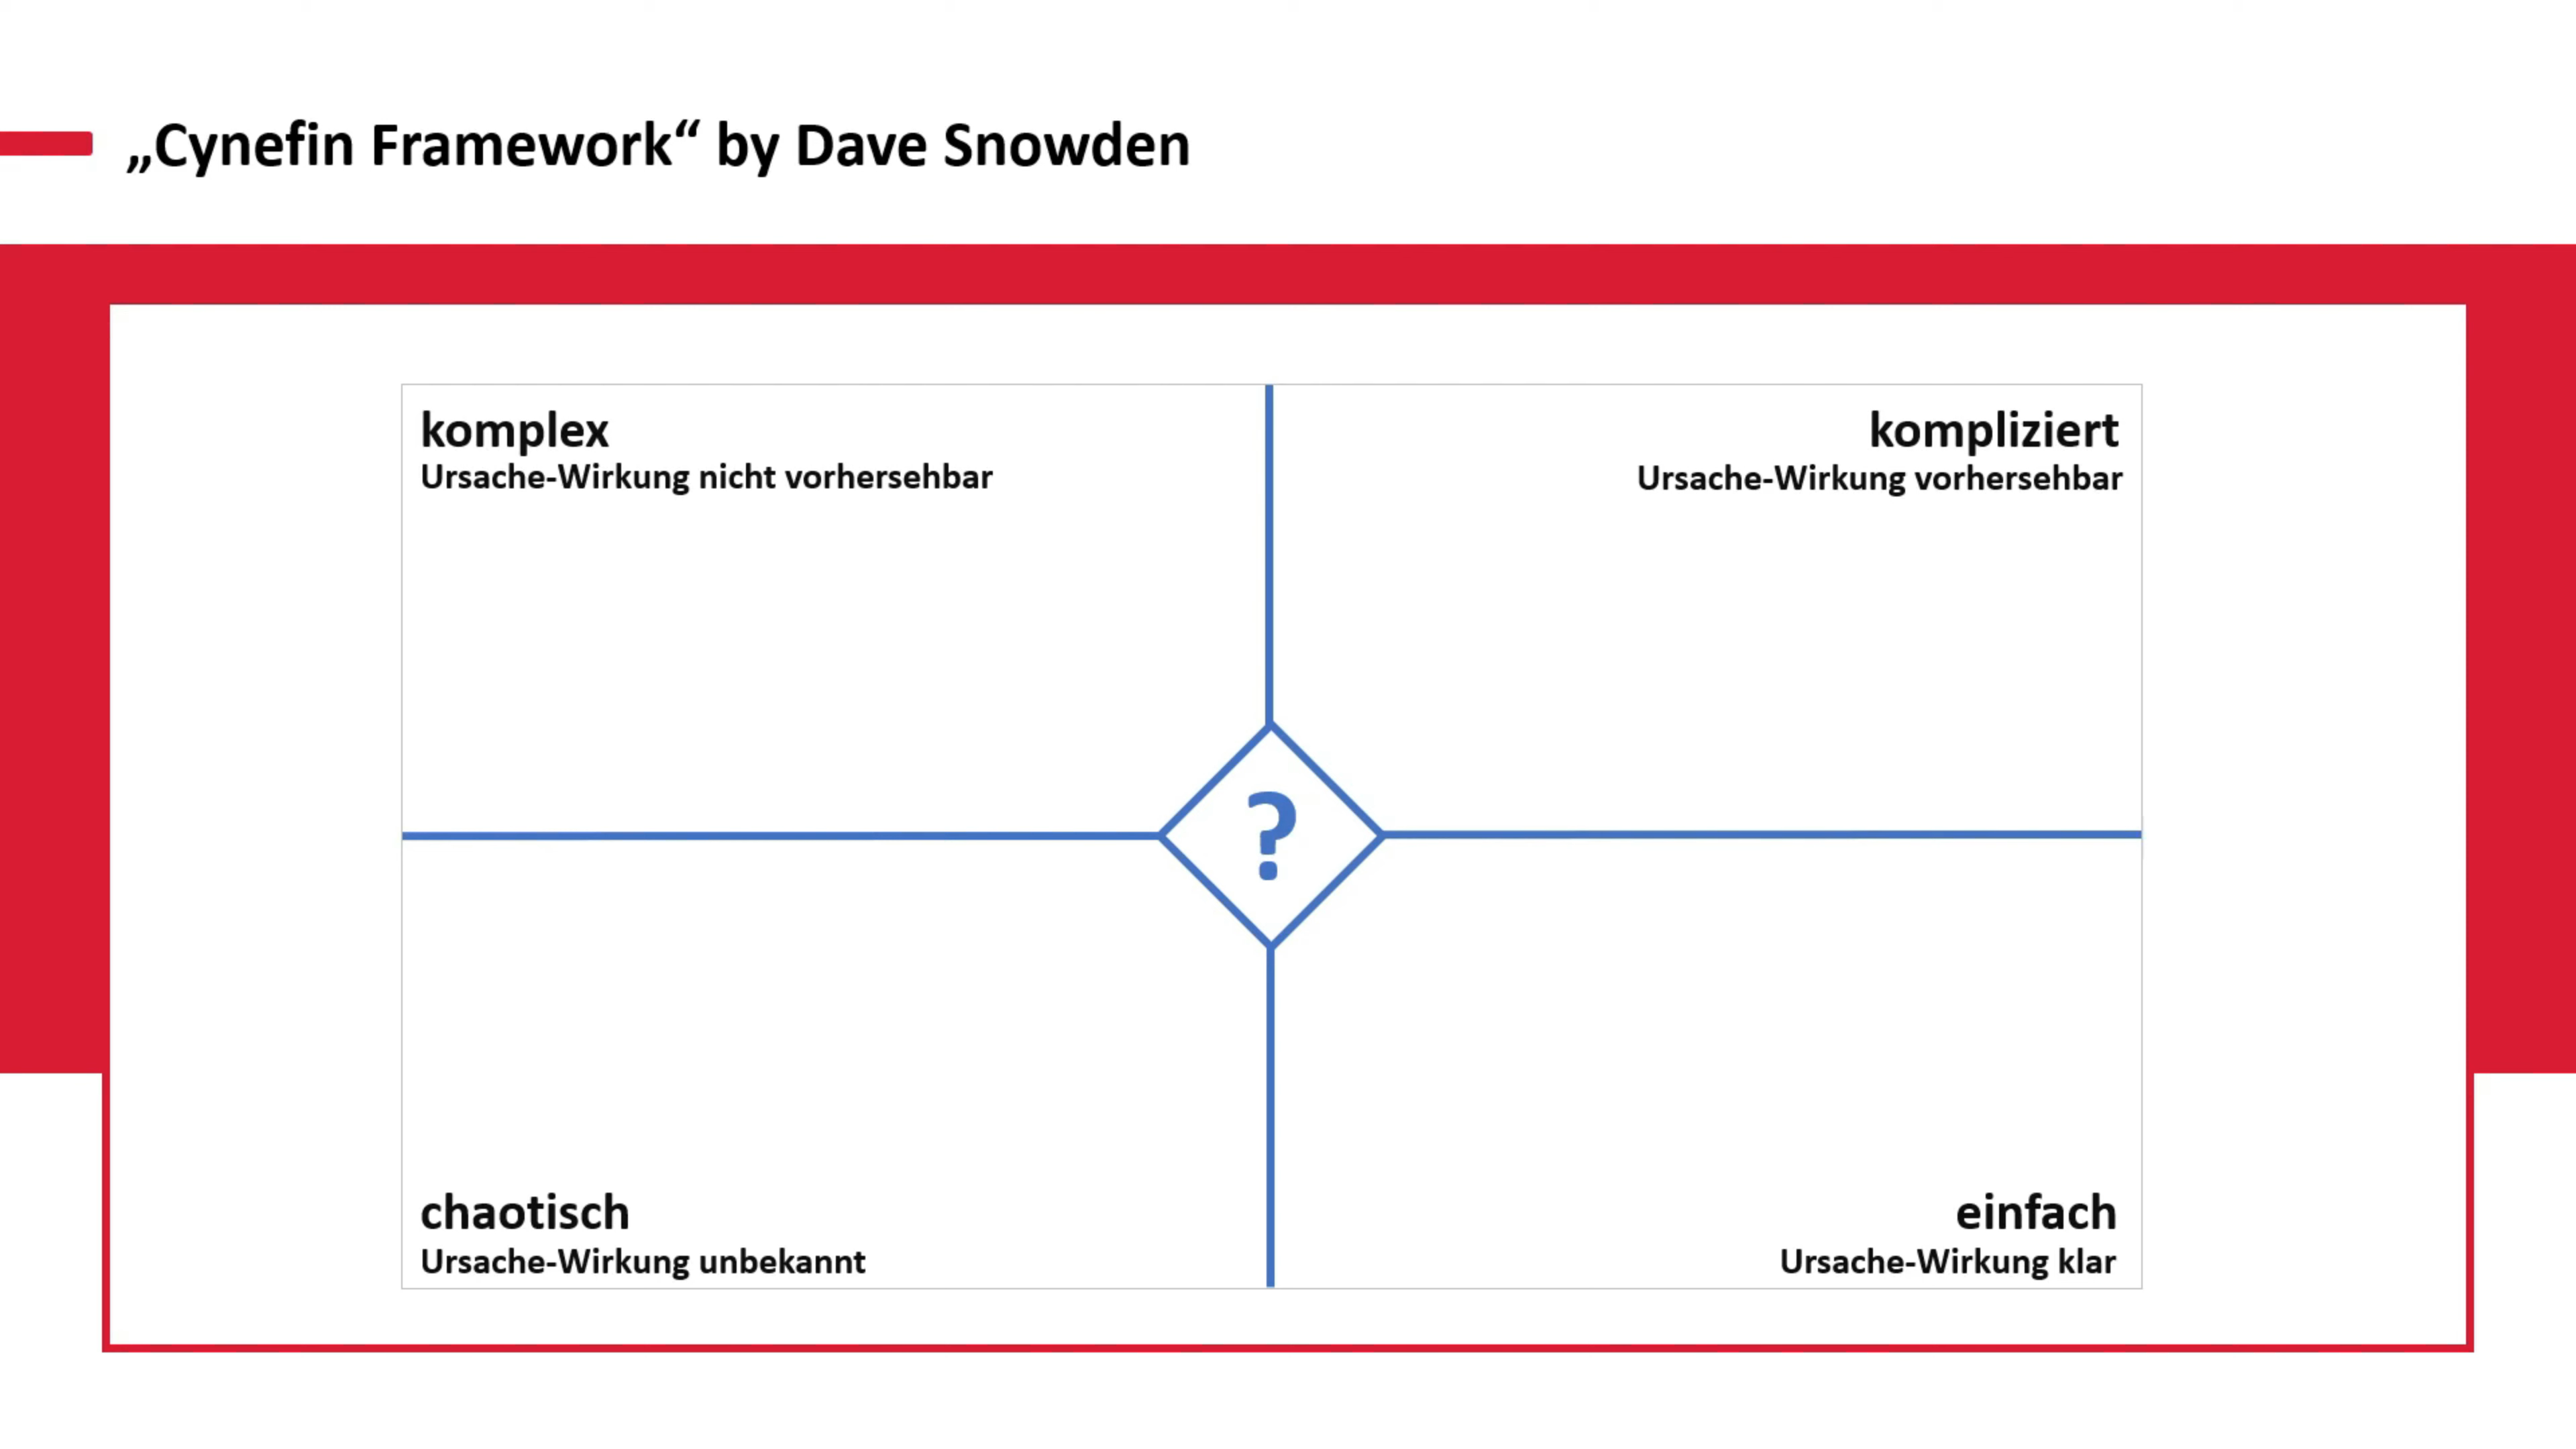 „Cynefin Framework“ by Dave Snowden
komplex
Ursache-Wirkung nicht vorhersehbar
kompliziert
Ursache-Wirkung vorhersehbar
?
chaotisch
Ursache-Wirkung unbekannt
einfach
Ursache-Wirkung klar